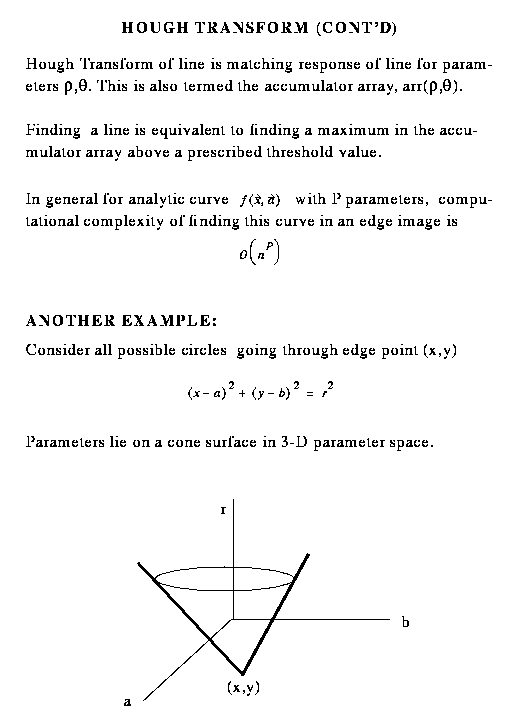 HOUGH TRANSFORM (CONT'D)
Hough Transform of line is matching response of line for param-
eters ρ,θ. This is also termed the accumulator array, arr(ρ,θ).
Finding a line is equivalent to finding a maximum in the accu-
mulator array above a prescribed threshold value.
In general for analytic curve f(x⃗, a⃗) with P parameters, compu-
tational complexity of finding this curve in an edge image is
O(n^P)
ANOTHER EXAMPLE:
Consider all possible circles going through edge point (x,y)
(x – a)² + (y – b)² = r²
Parameters lie on a cone surface in 3-D parameter space.
r
b
(x,y)
a